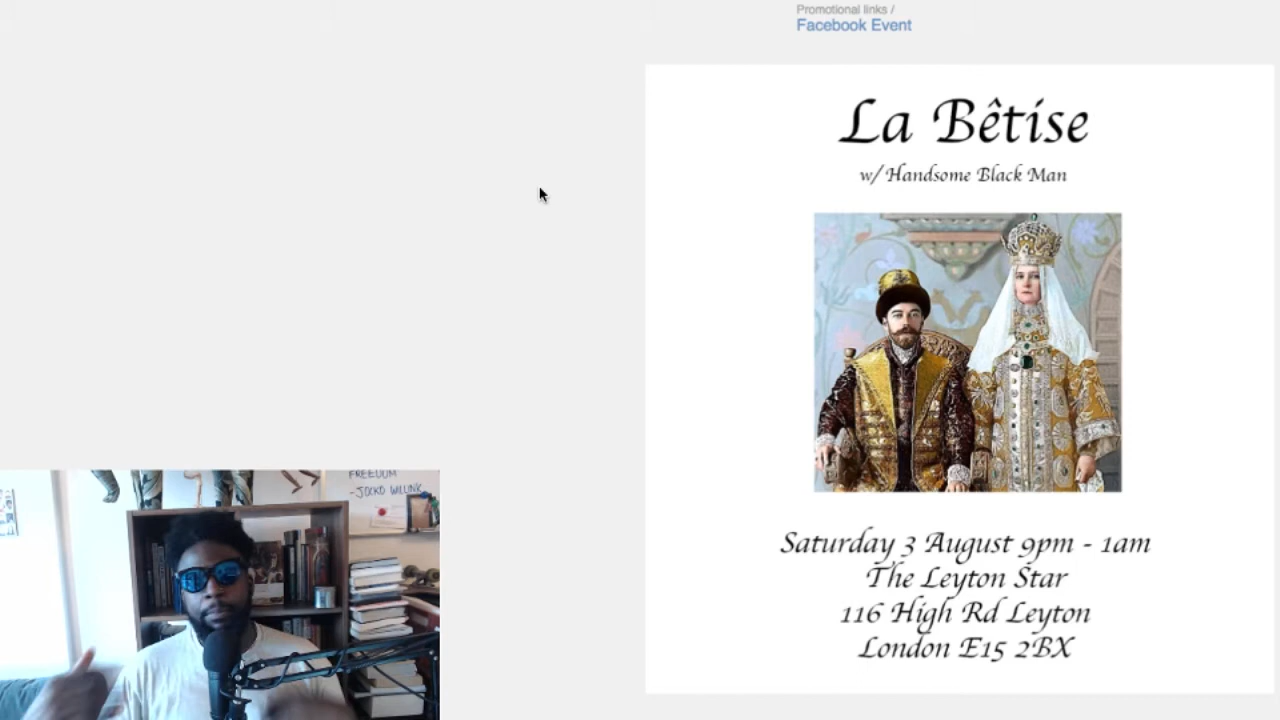 Promotional links /
Facebook Event
La Bêtise
w/ Handsome Black Man
Saturday 3 August 9pm - 1am
The Leyton Star
116 High Rd Leyton
London E15 2BX
FREEDOM
-JOCKO WILLINK